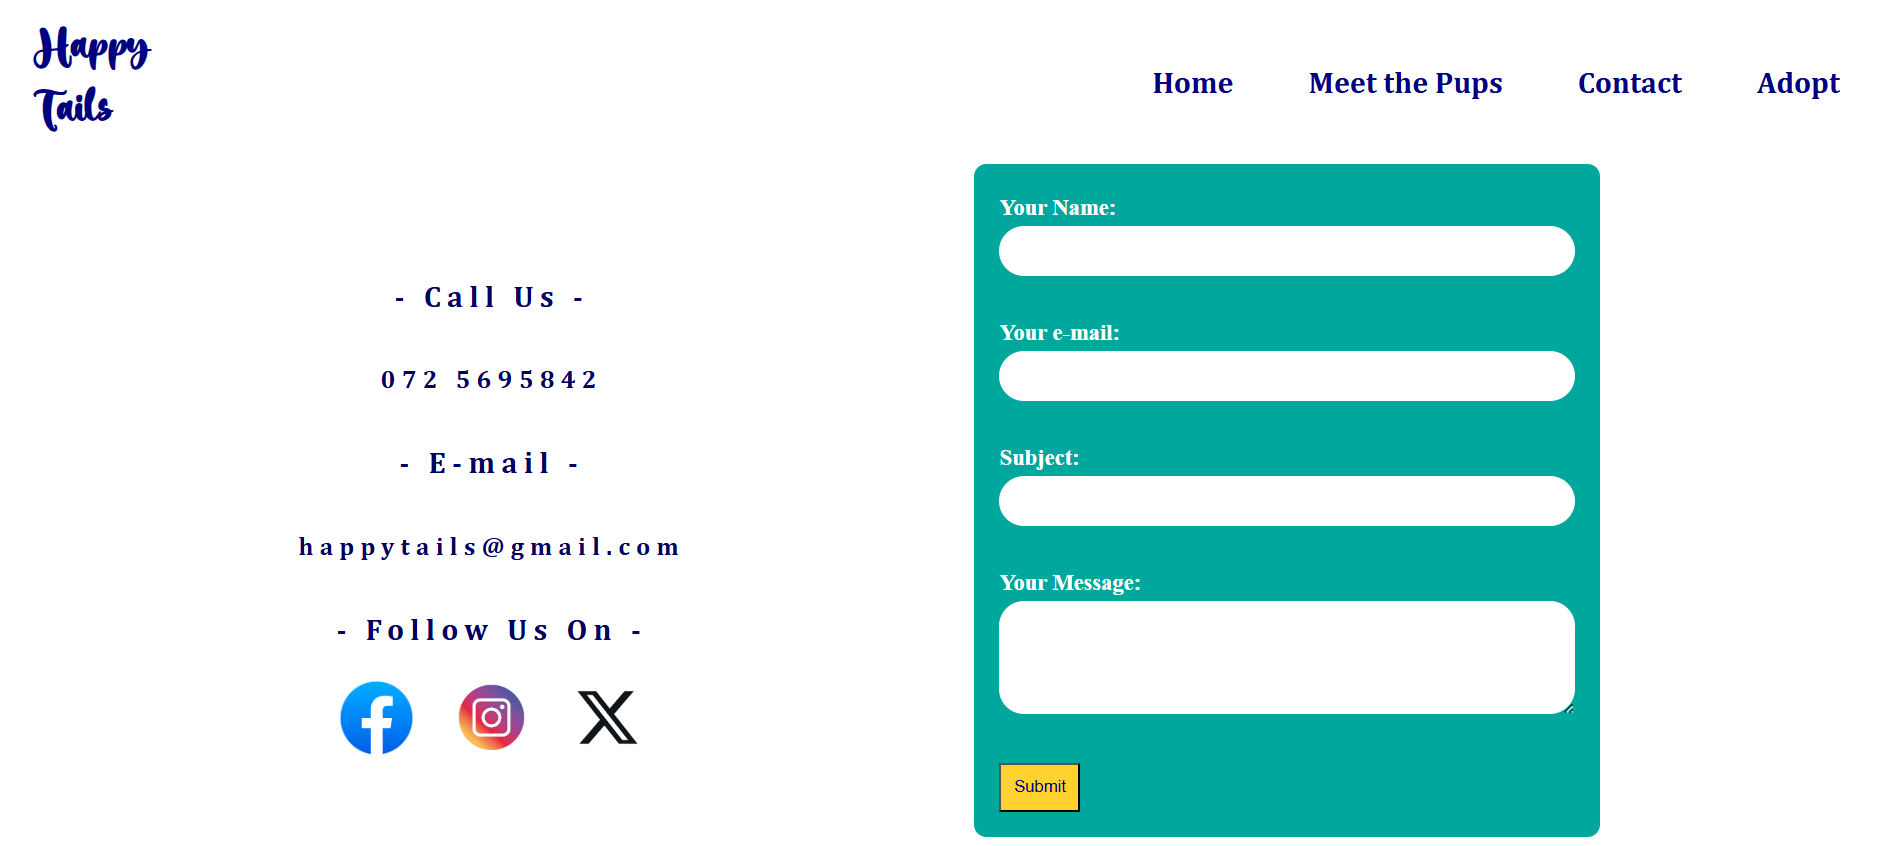 Happy
Tails
Home Meet the Pups Contact Adopt
- Call Us -
072 5695842
- E-mail -
happytails@gmail.com
- Follow Us On -
Your Name:
Your e-mail:
Subject:
Your Message:
Submit